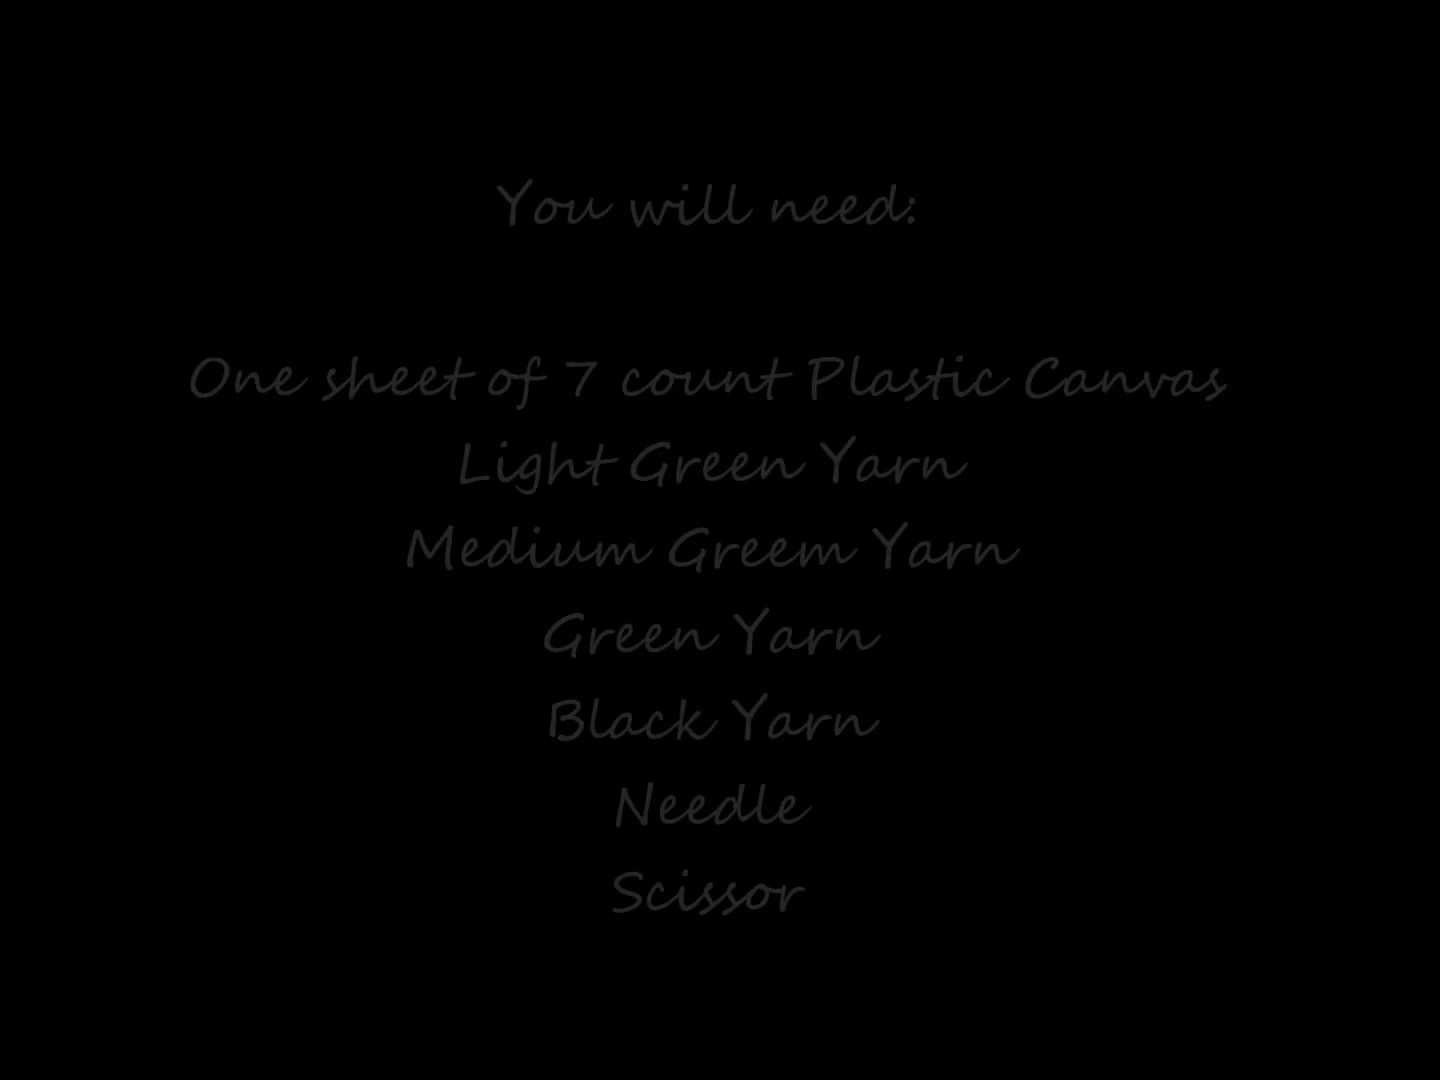 You will need:
One sheet of 7 count Plastic Canvas
Light Green Yarn
Medium Greem Yarn
Green Yarn
Black Yarn
Needle
Scissor